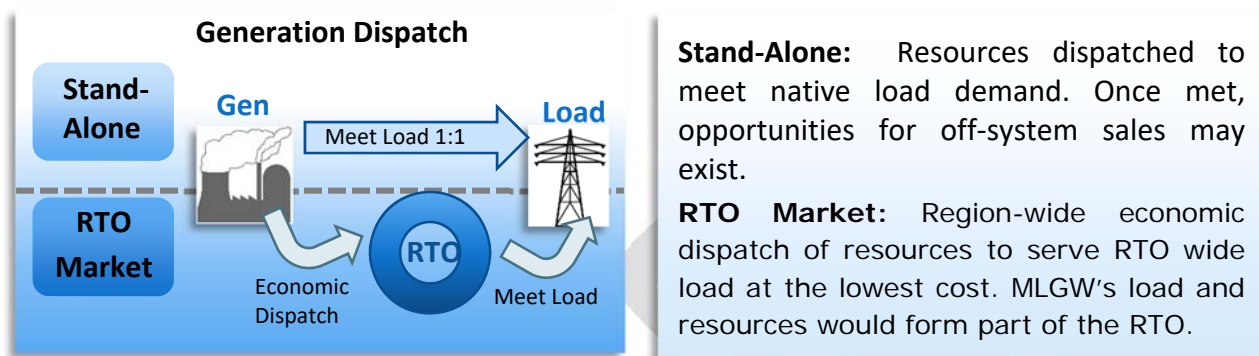 Generation Dispatch
Stand-
Alone
Gen
Meet Load 1:1
Load
RTO
Market
RTO
Economic
Dispatch
Meet Load
Stand-Alone: Resources dispatched to
meet native load demand. Once met,
opportunities for off-system sales may
exist.
RTO Market: Region-wide economic
dispatch of resources to serve RTO wide
load at the lowest cost. MLGW's load and
resources would form part of the RTO.